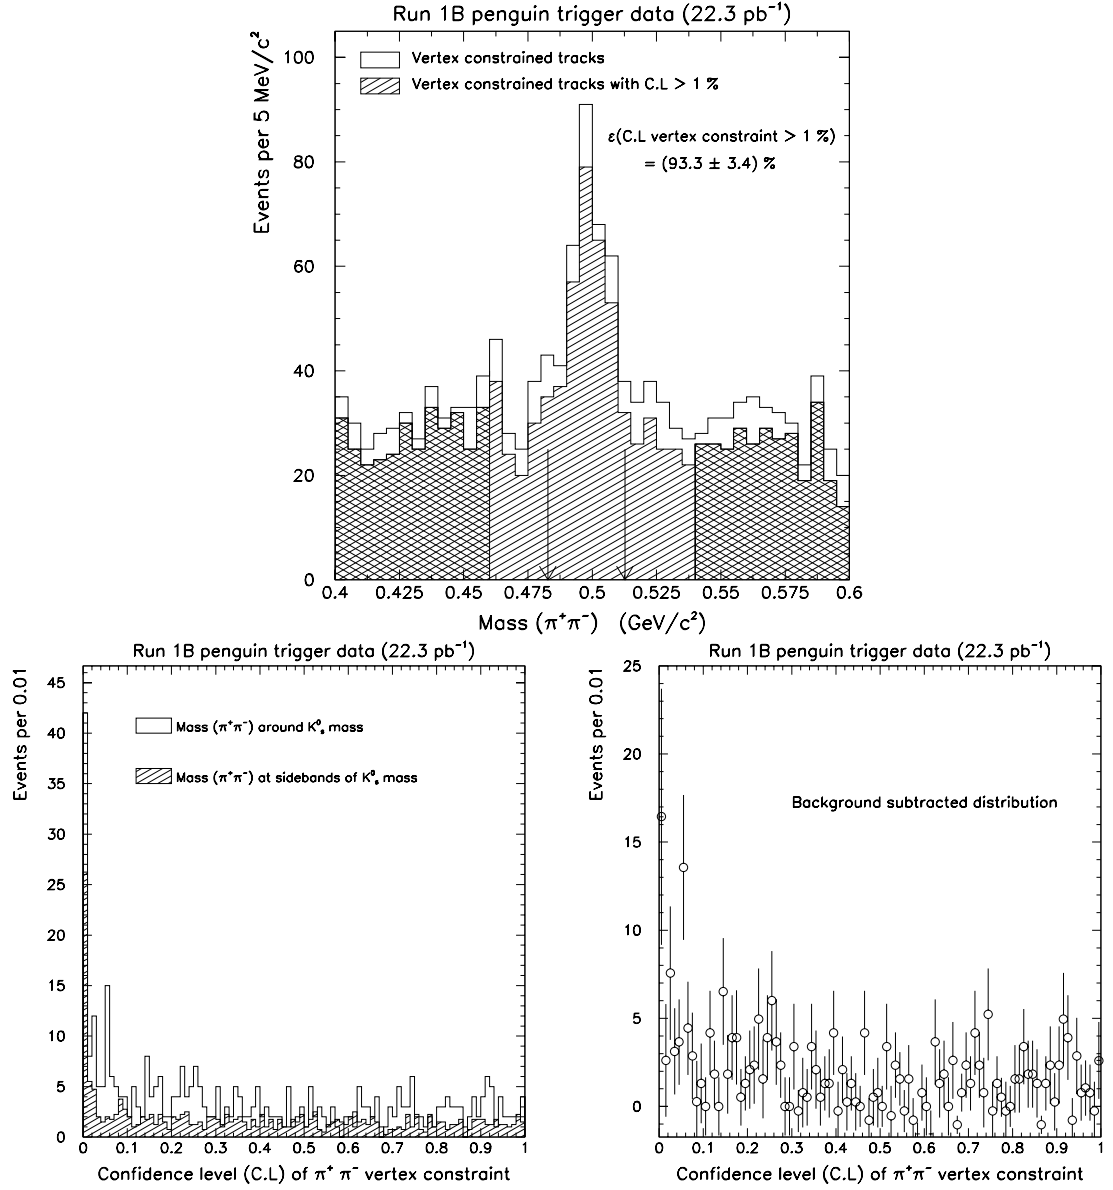 Run 1B penguin trigger data (22.3 pb⁻¹)
Events per 5 MeV/c²
100
80
60
40
20
0
Vertex constrained tracks
Vertex constrained tracks with C.L > 1 %
ε(C.L vertex constraint > 1 %)
= (93.3 ± 3.4) %
0.4 0.425 0.45 0.475 0.5 0.525 0.55 0.575 0.6
Mass (π⁺π⁻) (GeV/c²)
Run 1B penguin trigger data (22.3 pb⁻¹)
Events per 0.01
45
40
35
30
25
20
15
10
5
0
Mass (π⁺π⁻) around K⁰ₛ mass
Mass (π⁺π⁻) at sidebands of K⁰ₛ mass
0 0.1 0.2 0.3 0.4 0.5 0.6 0.7 0.8 0.9 1
Confidence level (C.L) of π⁺ π⁻ vertex constraint
Run 1B penguin trigger data (22.3 pb⁻¹)
Events per 0.01
25
20
15
10
5
0
Background subtracted distribution
0 0.1 0.2 0.3 0.4 0.5 0.6 0.7 0.8 0.9 1
Confidence level (C.L) of π⁺π⁻ vertex constraint